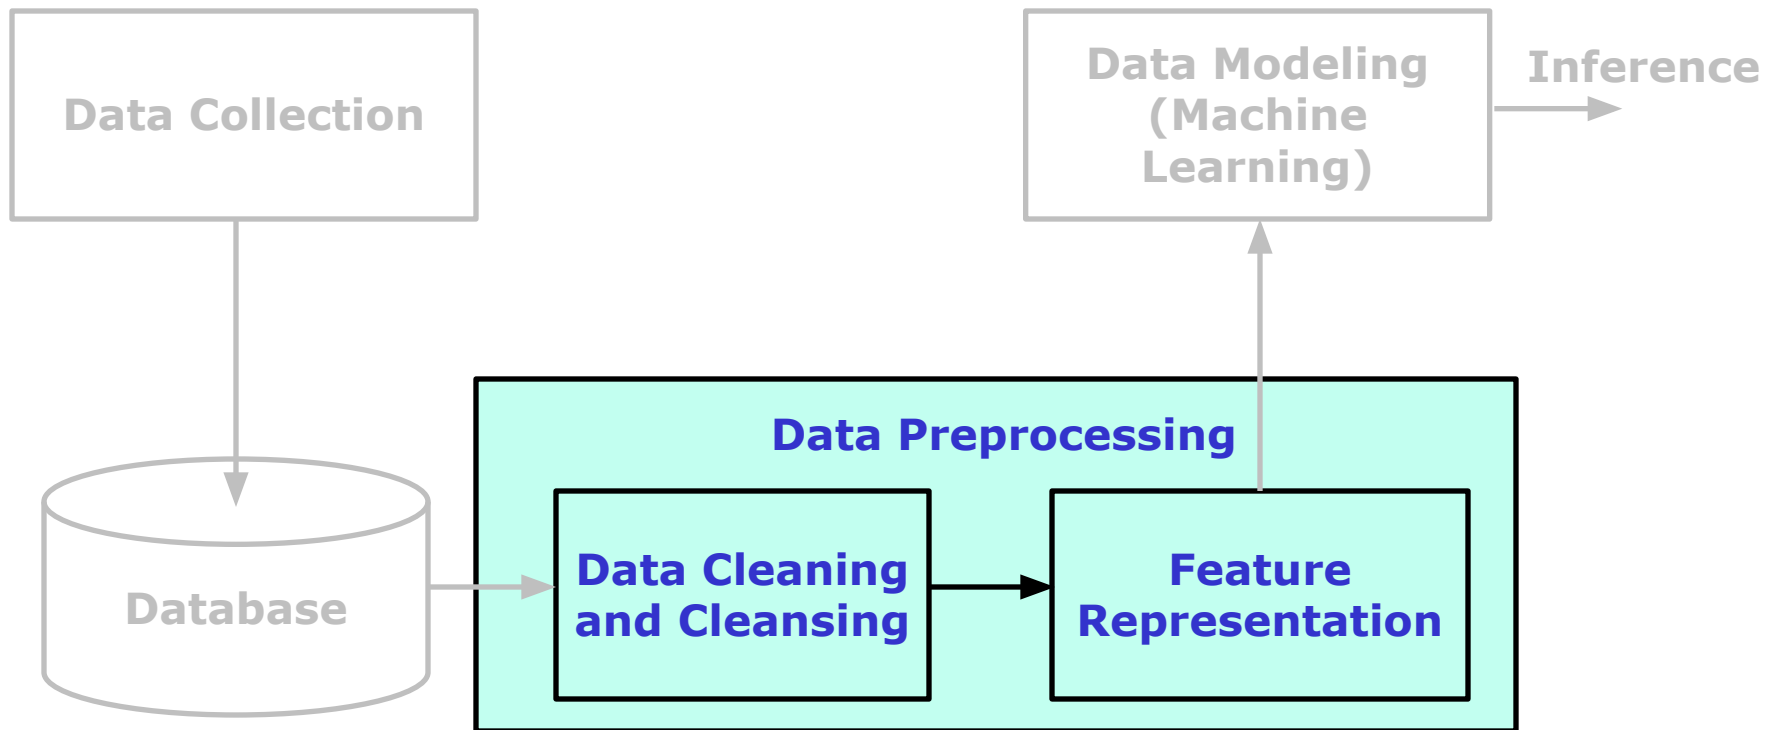 Data Collection
Data Modeling
(Machine
Learning)
Inference
Data Preprocessing
Database
Data Cleaning
and Cleansing
Feature
Representation